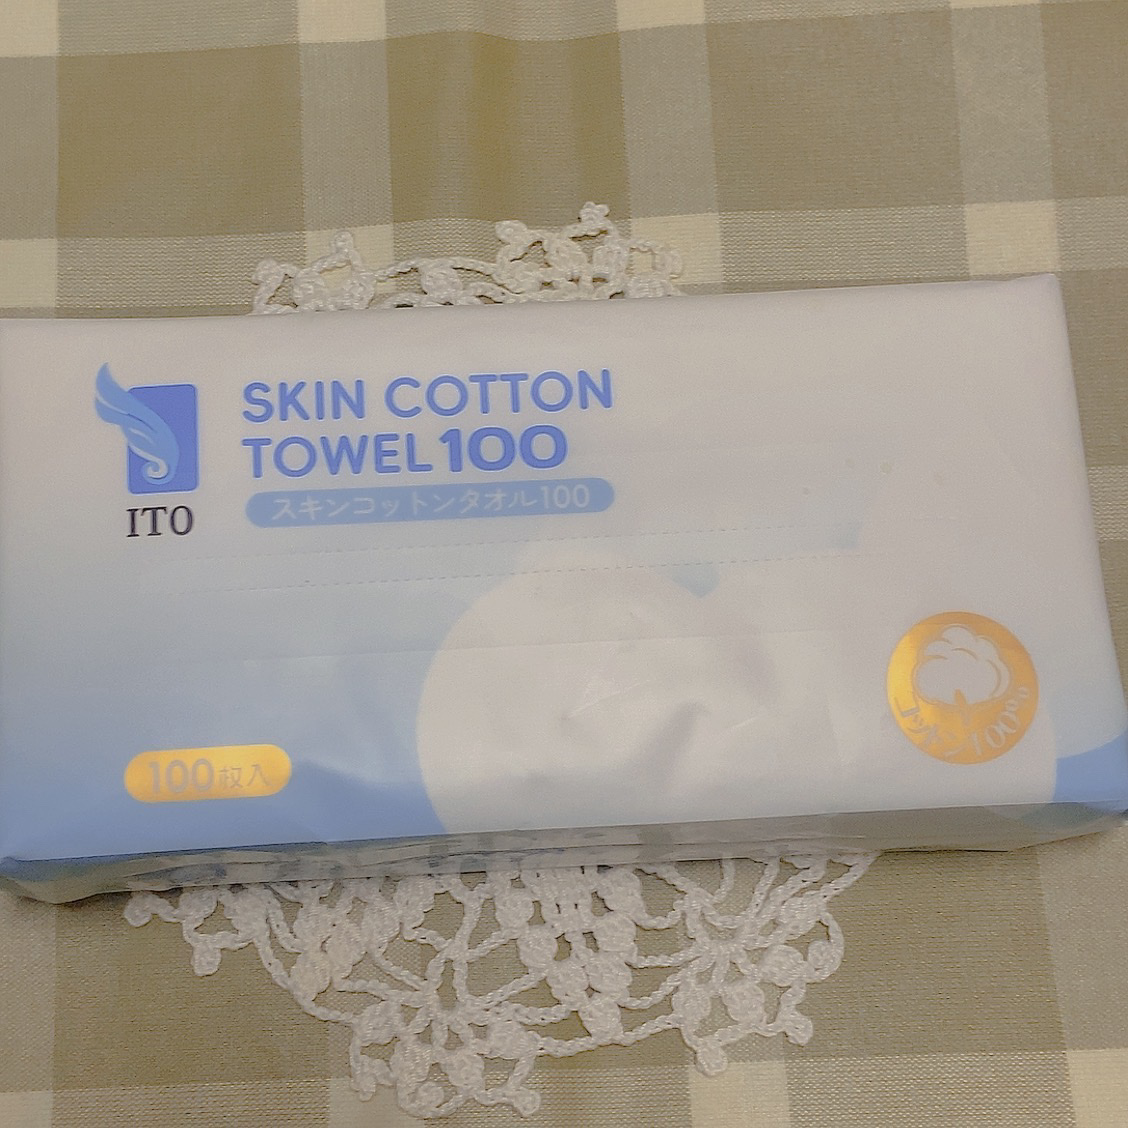 SKIN COTTON
TOWEL100
スキンコットンタオル100
ITO
コットン100%
100枚入